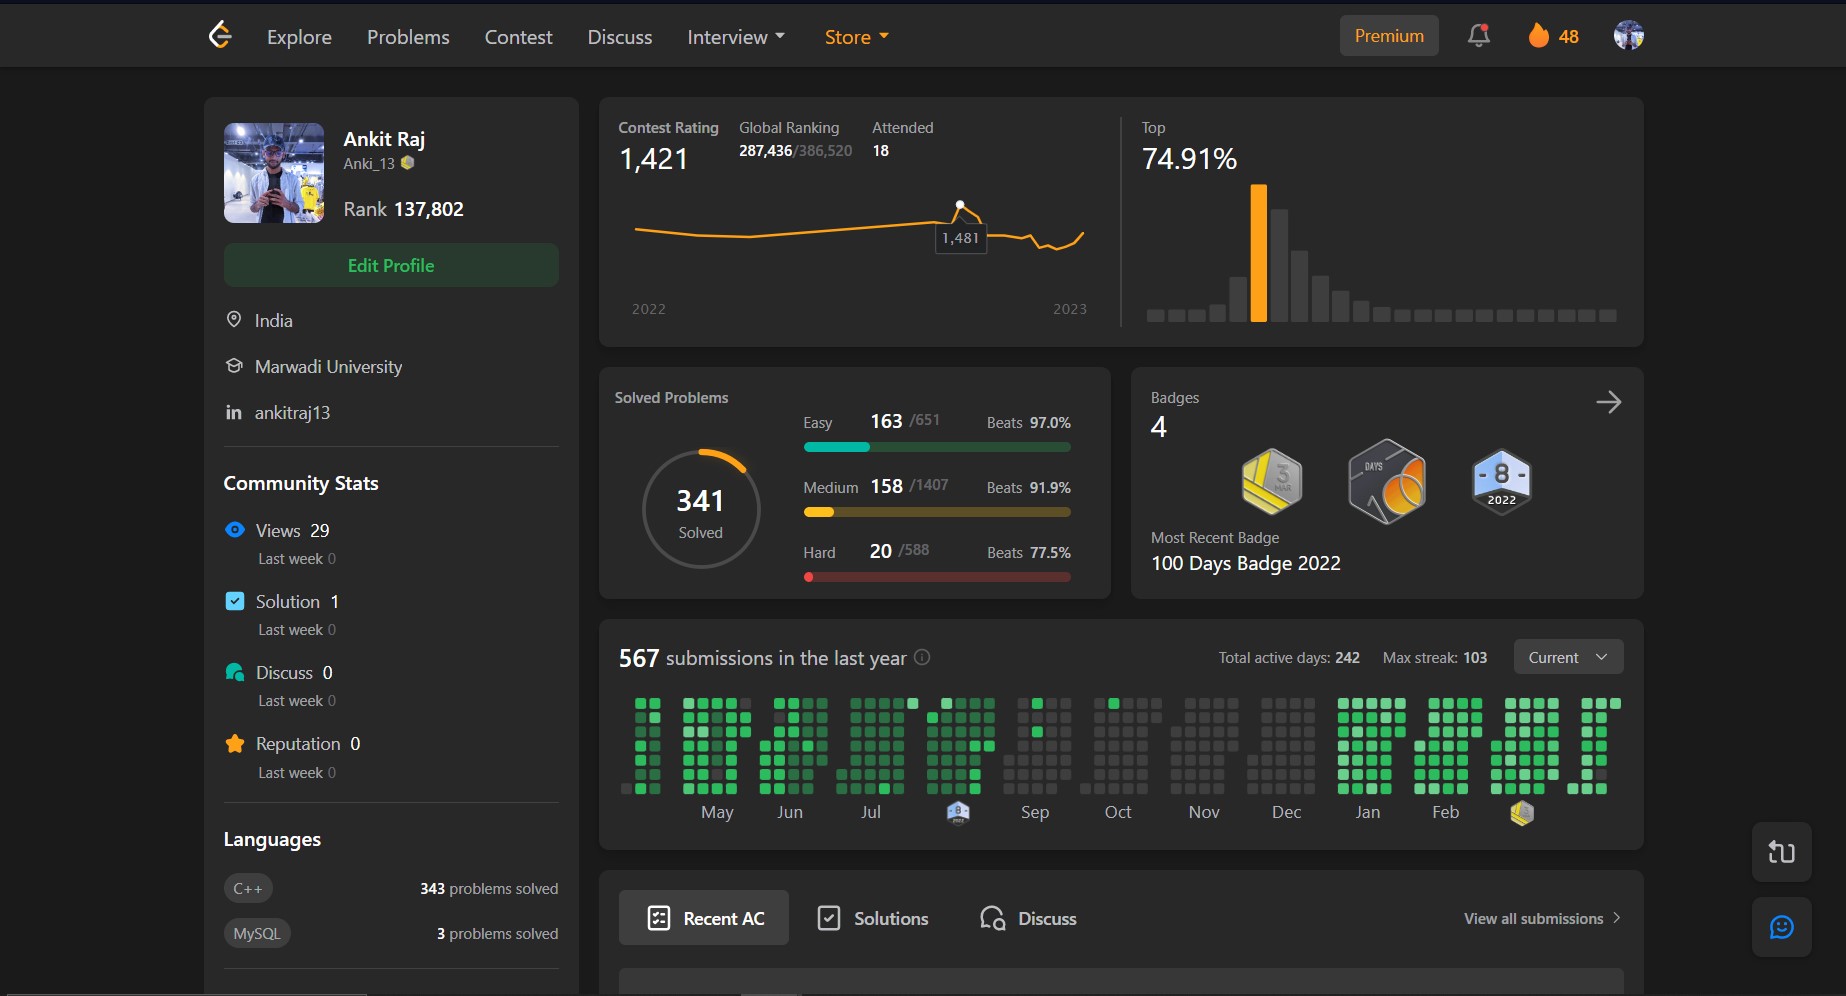 Explore Problems Contest Discuss Interview Store Premium 48
Ankit Raj
Anki_13
Rank 137,802
Edit Profile
India
Marwadi University
in ankitraj13
Community Stats
Views 29
Last week 0
Solution 1
Last week 0
Discuss 0
Last week 0
Reputation 0
Last week 0
Languages
C++ 343 problems solved
MySQL 3 problems solved
Contest Rating Global Ranking Attended
1,421 287,436/386,520 18
1,481
2022 2023
Top
74.91%
Solved Problems
341
Solved
Easy 163 /651 Beats 97.0%
Medium 158 /1407 Beats 91.9%
Hard 20 /588 Beats 77.5%
Badges
4
3
MAR
DAYS
8
2022
Most Recent Badge
100 Days Badge 2022
567 submissions in the last year Total active days: 242 Max streak: 103 Current
May Jun Jul 8 Sep Oct Nov Dec Jan Feb
Recent AC Solutions Discuss View all submissions